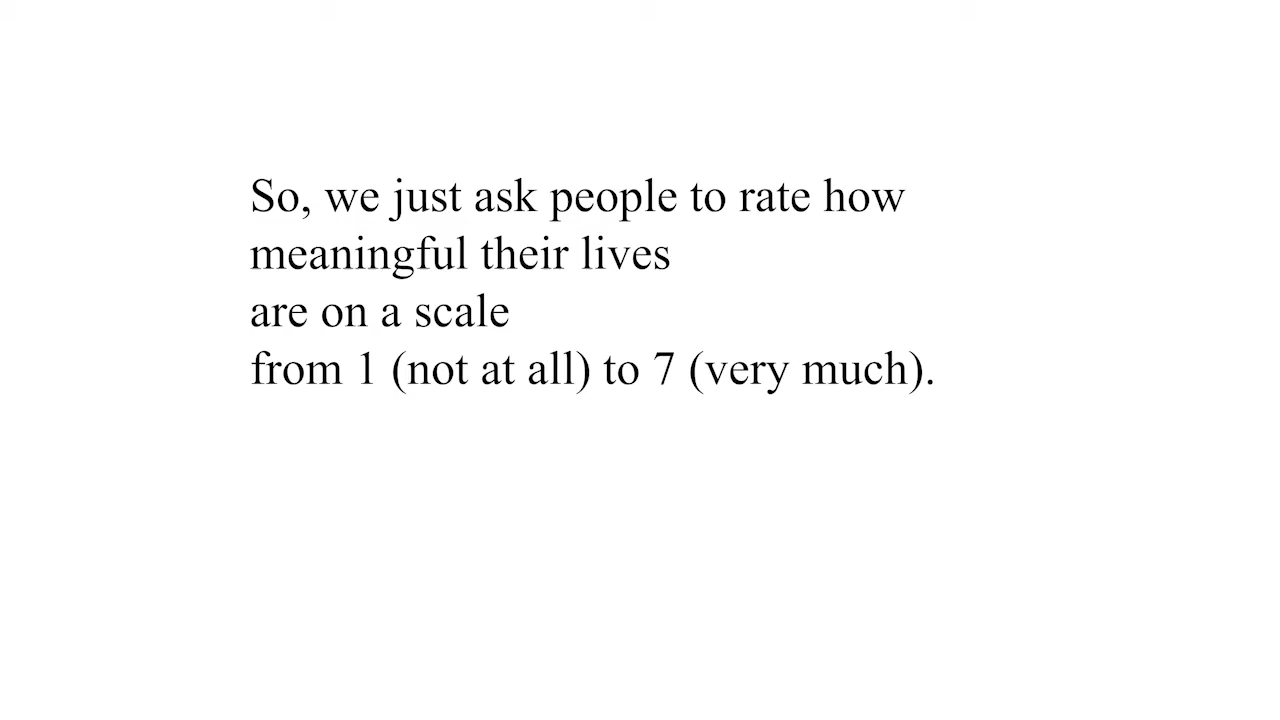 So, we just ask people to rate how
meaningful their lives
are on a scale
from 1 (not at all) to 7 (very much).